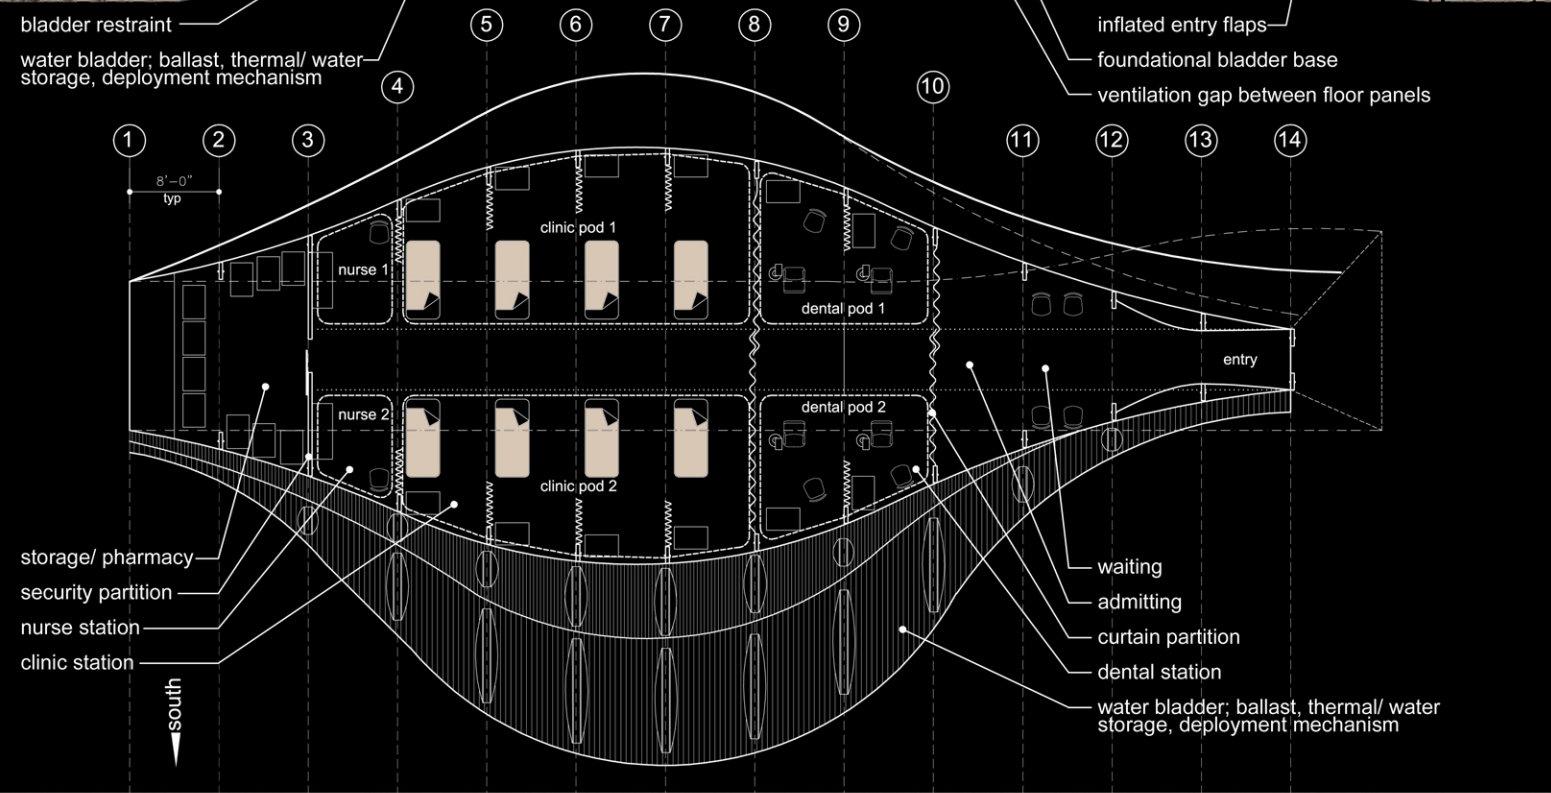 bladder restraint
water bladder; ballast, thermal/ water
storage, deployment mechanism
inflated entry flaps
foundational bladder base
ventilation gap between floor panels
5
6
7
8
9
4
10
1
2
3
11
12
13
14
8'-0"
typ
clinic pod 1
nurse 1
dental pod 1
entry
nurse 2
dental pod 2
clinic pod 2
storage/ pharmacy
security partition
nurse station
clinic station
south
waiting
admitting
curtain partition
dental station
water bladder; ballast, thermal/ water
storage, deployment mechanism